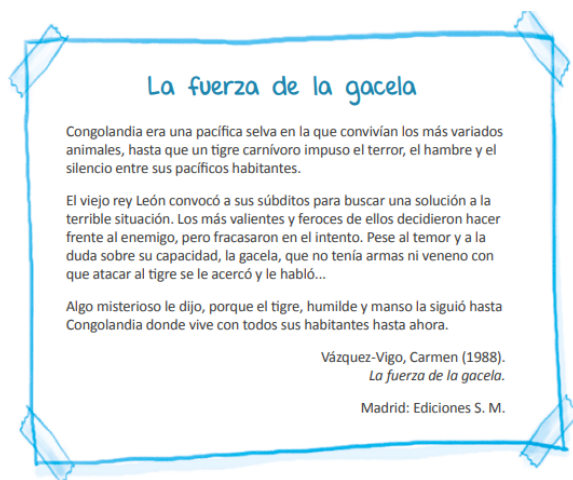 La fuerza de la gacela
Congolandia era una pacífica selva en la que convivían los más variados
animales, hasta que un tigre carnívoro impuso el terror, el hambre y el
silencio entre sus pacíficos habitantes.
El viejo rey León convocó a sus súbditos para buscar una solución a la
terrible situación. Los más valientes y feroces de ellos decidieron hacer
frente al enemigo, pero fracasaron en el intento. Pese al temor y a la
duda sobre su capacidad, la gacela, que no tenía armas ni veneno con
que atacar al tigre se le acercó y le habló...
Algo misterioso le dijo, porque el tigre, humilde y manso la siguió hasta
Congolandia donde vive con todos sus habitantes hasta ahora.
Vázquez-Vigo, Carmen (1988).
La fuerza de la gacela.
Madrid: Ediciones S. M.